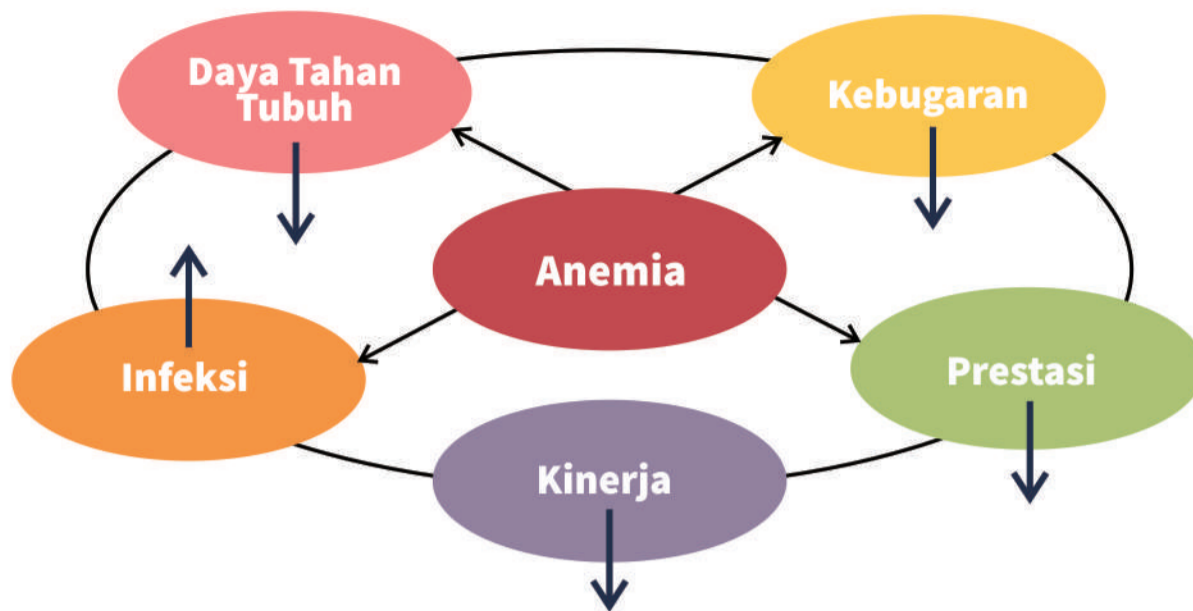 Daya Tahan
Tubuh
Kebugaran
Anemia
Infeksi
Prestasi
Kinerja